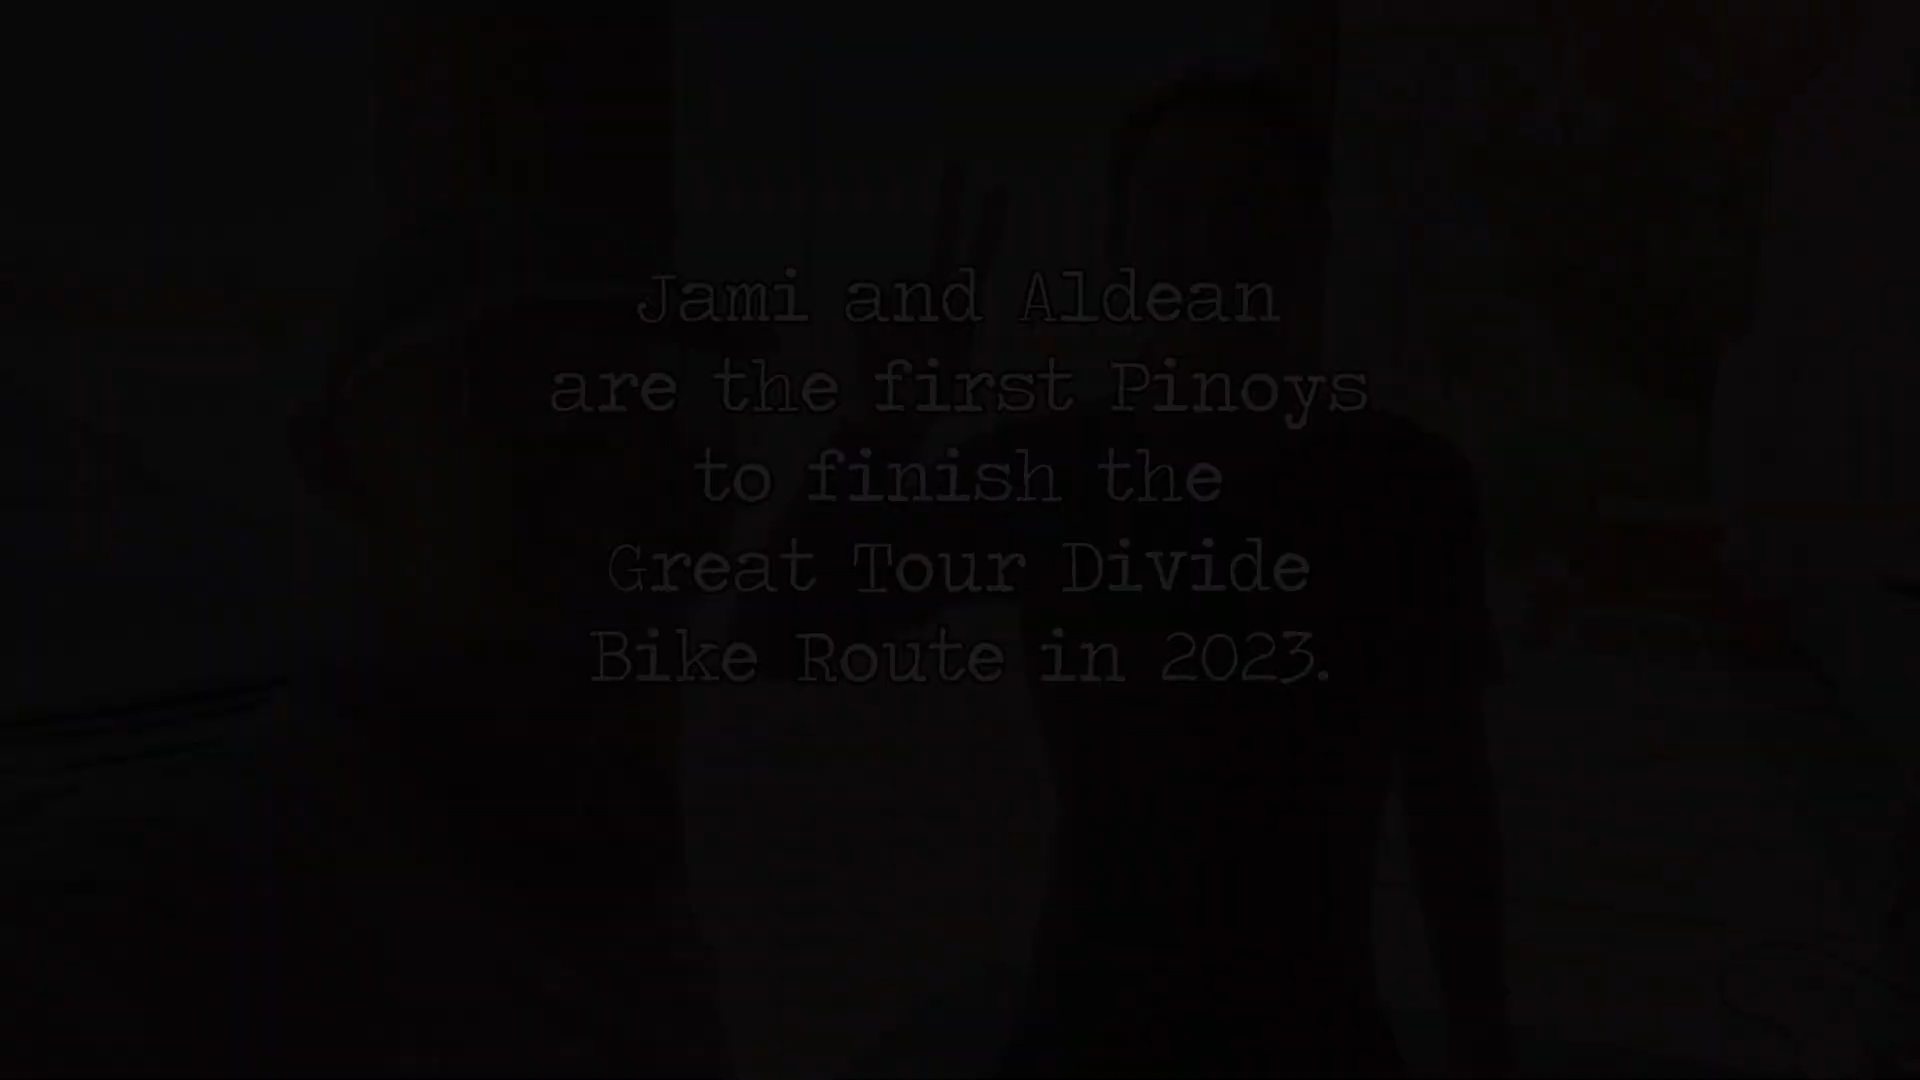 Jami and Aldean
are the first Pinoys
to finish the
Great Tour Divide
Bike Route in 2023.